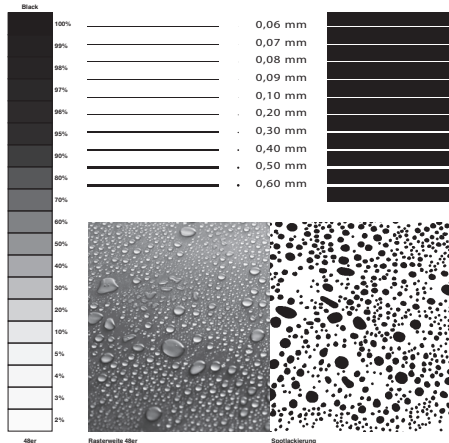 Black
100%
99%
98%
97%
96%
95%
90%
80%
70%
60%
50%
40%
30%
20%
10%
5%
4%
3%
2%
48er
0,06 mm
0,07 mm
0,08 mm
0,09 mm
0,10 mm
0,20 mm
0,30 mm
0,40 mm
0,50 mm
0,60 mm
Rasterweite 48er
Spotlackierung